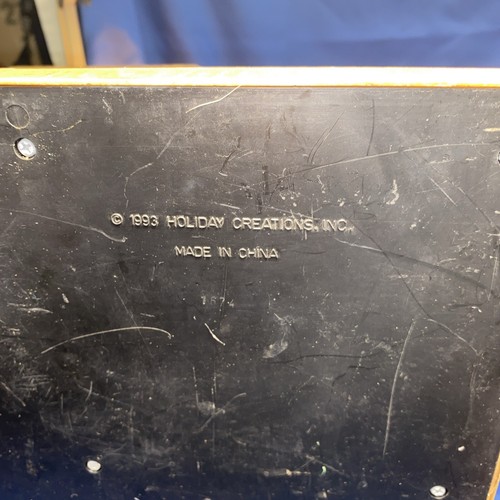 © 1993 HOLIDAY CREATIONS, INC.
MADE IN CHINA